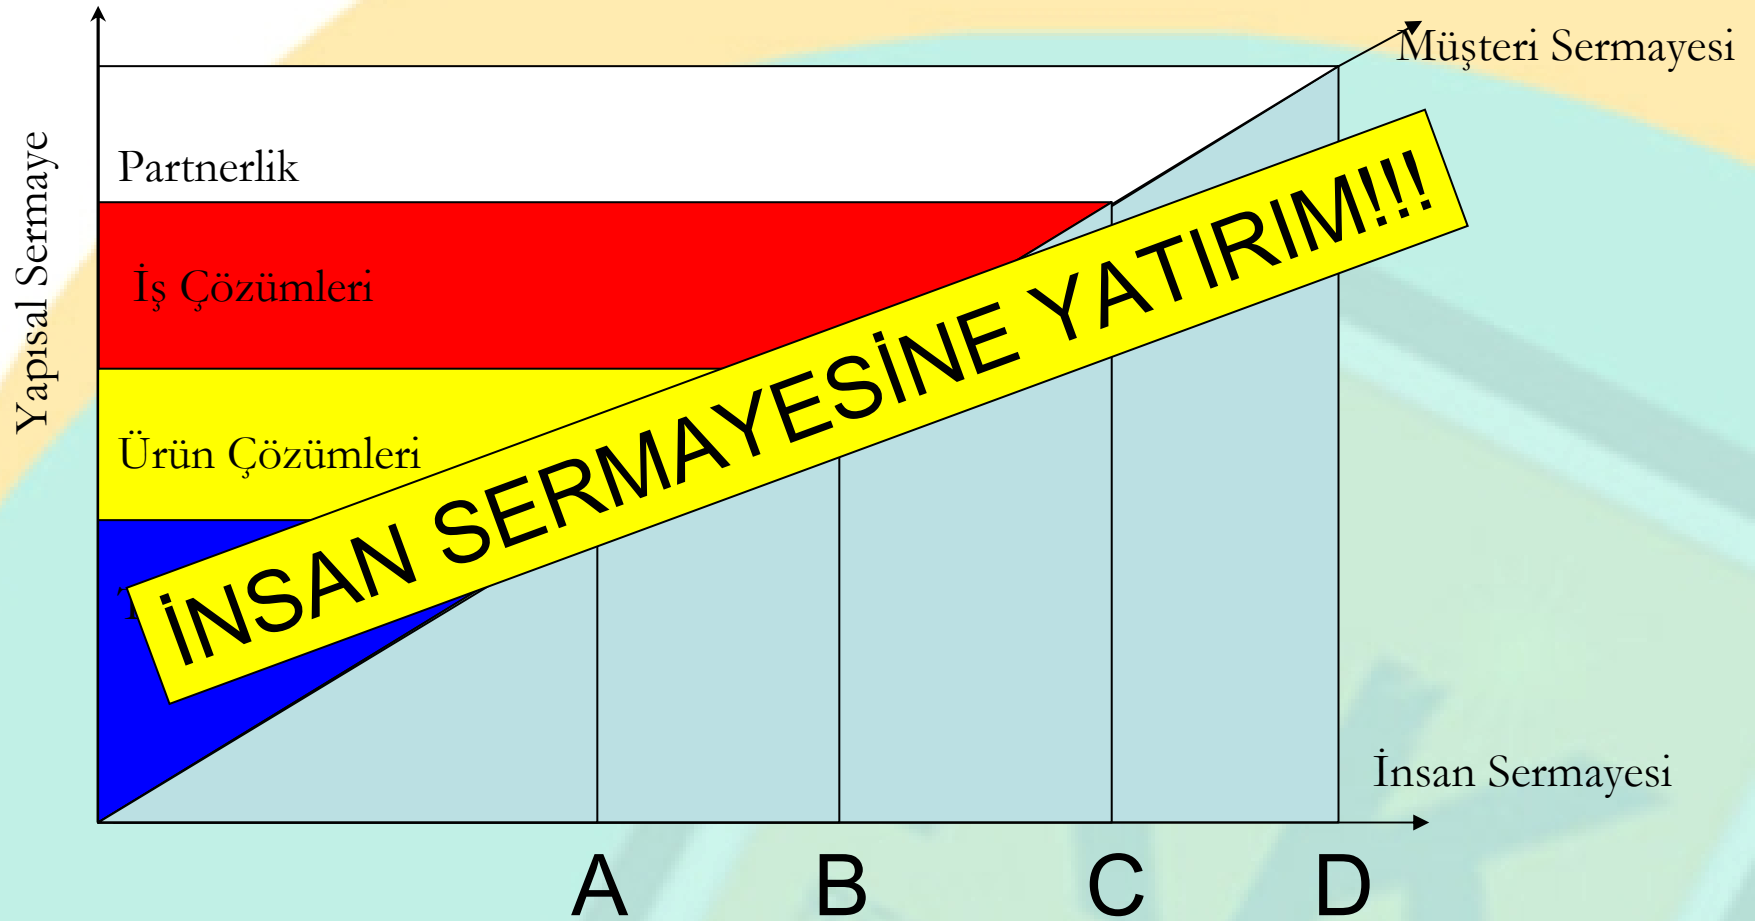 Müşteri Sermayesi
Yapısal Sermaye
Partnerlik
İş Çözümleri
Ürün Çözümleri
İNSAN SERMAYESİNE YATIRIM!!!
İnsan Sermayesi
A B C D